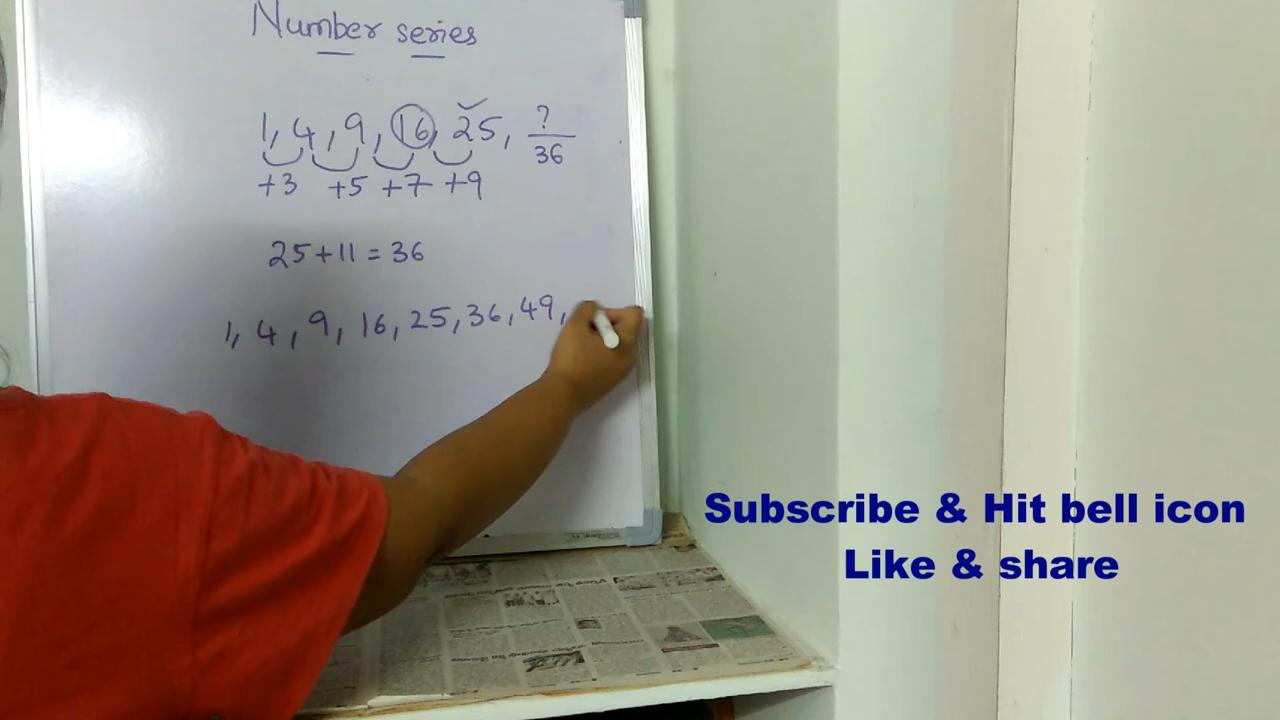 Number series
1, 4, 9, 16, 25, ?
36
+3 +5 +7 +9
25+11=36
1, 4, 9, 16, 25, 36, 49,
Subscribe & Hit bell icon
Like & share